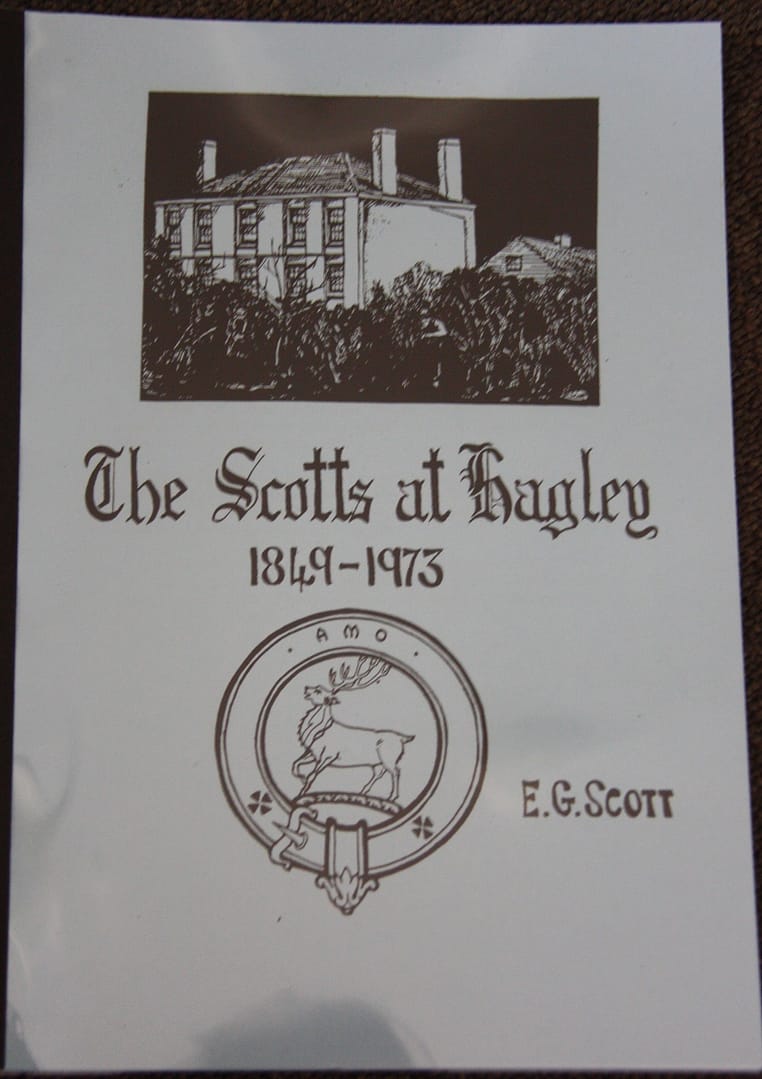 The Scotts at Hagley
1849-1973
· AMO ·
E.G. SCOTT